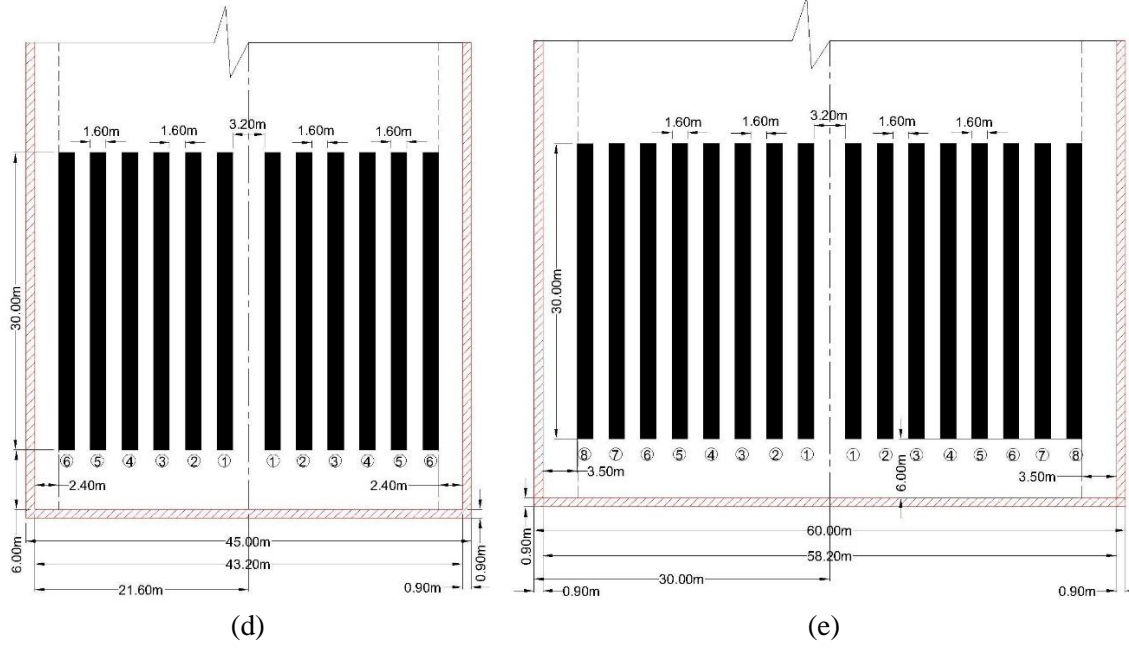 3.20m
1.60m 1.60m 1.60m 1.60m
30.00m
⑥ ⑤ ④ ③ ② ① ① ② ③ ④ ⑤ ⑥
2.40m 2.40m
6.00m
45.00m
43.20m
0.90m
21.60m
0.90m
(d)
3.20m
1.60m 1.60m 1.60m 1.60m
30.00m
⑧ ⑦ ⑥ ⑤ ④ ③ ② ① ① ② ③ ④ ⑤ ⑥ ⑦ ⑧
6.00m
3.50m 3.50m
60.00m
0.90m
58.20m
30.00m
0.90m 0.90m
(e)